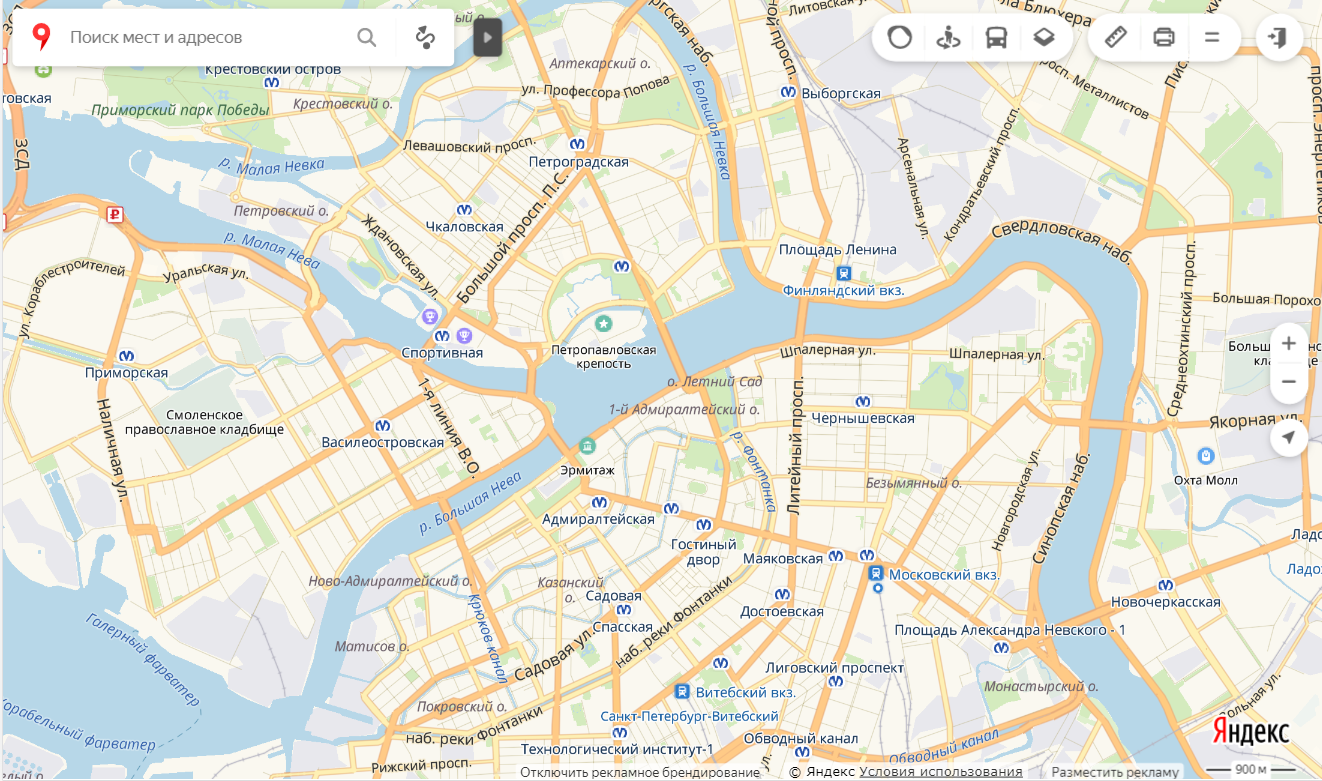 Поиск мест и адресов
Литовская ул.
Блюхера
Крестовский остров
Аптекарский о.
Приморский парк Победы
Крестовский о.
ул. Профессора Попова
Выборгская
просп. Металлистов
р. Большая Невка
ЗСД
Левашовский просп.
Петроградская
р. Малая Невка
Арсенальная ул.
Кондратьевский просп.
Петровский о.
Чкаловская
Большой просп. П.С.
Ждановская ул.
р. Малая Нева
Площадь Ленина
Финляндский вкз.
Свердловская наб.
ул. Кораблестроителей
Уральская ул.
Большая Порохо
Петропавловская
крепость
Спортивная
Шпалерная ул.
Шпалерная ул.
Среднеохтинский просп.
Приморская
о. Летний Сад
1-й Адмиралтейский о.
Чернышевская
Смоленское
православное кладбище
Наличная ул.
1-я линия В.О.
Василеостровская
Якорная ул.
Эрмитаж
р. Фонтанка
Литейный просп.
Безымянный о.
Охта Молл
р. Большая Нева
Новгородская ул.
Синопская наб.
Адмиралтейская
Гостиный
двор
Маяковская
Московский вкз.
Ново-Адмиралтейский о.
Казанский
о.
Садовая
Спасская
Достоевская
Новочеркасская
Площадь Александра Невского - 1
Галерный фарватер
Крюков канал
Матисов о.
Садовая ул.
наб. реки Фонтанки
Лиговский проспект
Монастырский о.
Витебский вкз.
Санкт-Петербург-Витебский
Покровский о.
Корабельный фарватер
наб. реки Фонтанки
Технологический институт-1
Обводный канал
Обводный канал
Рижский просп.
Яндекс
Отключить рекламное брендирование
© Яндекс Условия использования
Разместить рекламу
900 м